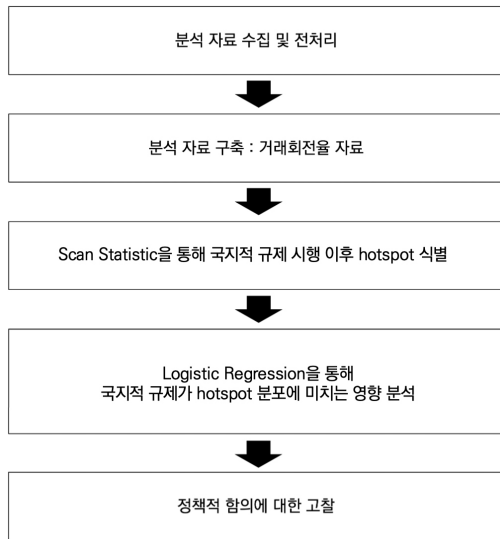 분석 자료 수집 및 전처리
분석 자료 구축 : 거래회전율 자료
Scan Statistic을 통해 국지적 규제 시행 이후 hotspot 식별
Logistic Regression을 통해
국지적 규제가 hotspot 분포에 미치는 영향 분석
정책적 함의에 대한 고찰